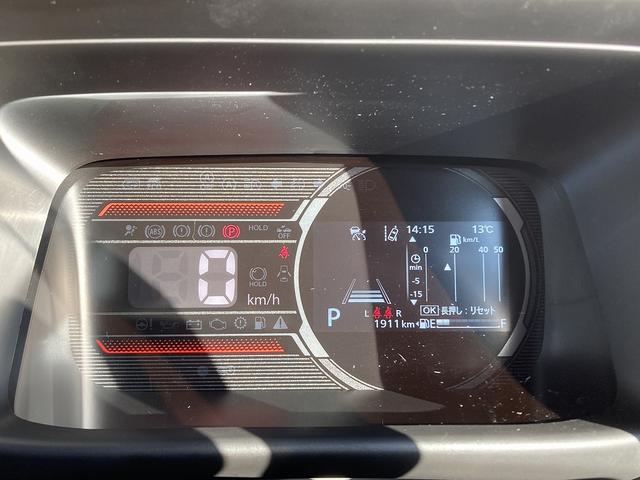 14:15 13℃
ABS P HOLD OFF
km/L
0 20 40 50
min
-5
-15
0 HOLD
km/h
OK 長押し:リセット
P L R
1911 km E F